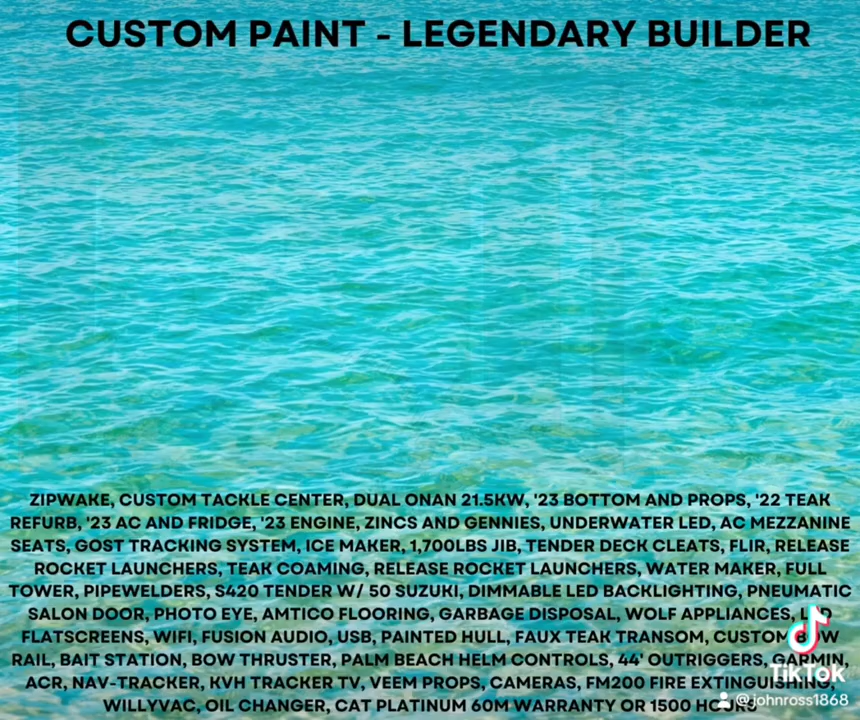 CUSTOM PAINT - LEGENDARY BUILDER
ZIPWAKE, CUSTOM TACKLE CENTER, DUAL ONAN 21.5KW, '23 BOTTOM AND PROPS, '22 TEAK
REFURB, '23 AC AND FRIDGE, '23 ENGINE, ZINCS AND GENNIES, UNDERWATER LED, AC MEZZANINE
SEATS, GOST TRACKING SYSTEM, ICE MAKER, 1,700LBS JIB, TENDER DECK CLEATS, FLIR, RELEASE
ROCKET LAUNCHERS, TEAK COAMING, RELEASE ROCKET LAUNCHERS, WATER MAKER, FULL
TOWER, PIPEWELDERS, S420 TENDER W/ 50 SUZUKI, DIMMABLE LED BACKLIGHTING, PNEUMATIC
SALON DOOR, PHOTO EYE, AMTICO FLOORING, GARBAGE DISPOSAL, WOLF APPLIANCES, LED
FLATSCREENS, WIFI, FUSION AUDIO, USB, PAINTED HULL, FAUX TEAK TRANSOM, CUSTOM BOW
RAIL, BAIT STATION, BOW THRUSTER, PALM BEACH HELM CONTROLS, 44' OUTRIGGERS, GARMIN,
ACR, NAV-TRACKER, KVH TRACKER TV, VEEM PROPS, CAMERAS, FM200 FIRE EXTINGUISHING,
WILLYVAC, OIL CHANGER, CAT PLATINUM 60M WARRANTY OR 1500 HOURS
TikTok
@johnross1868